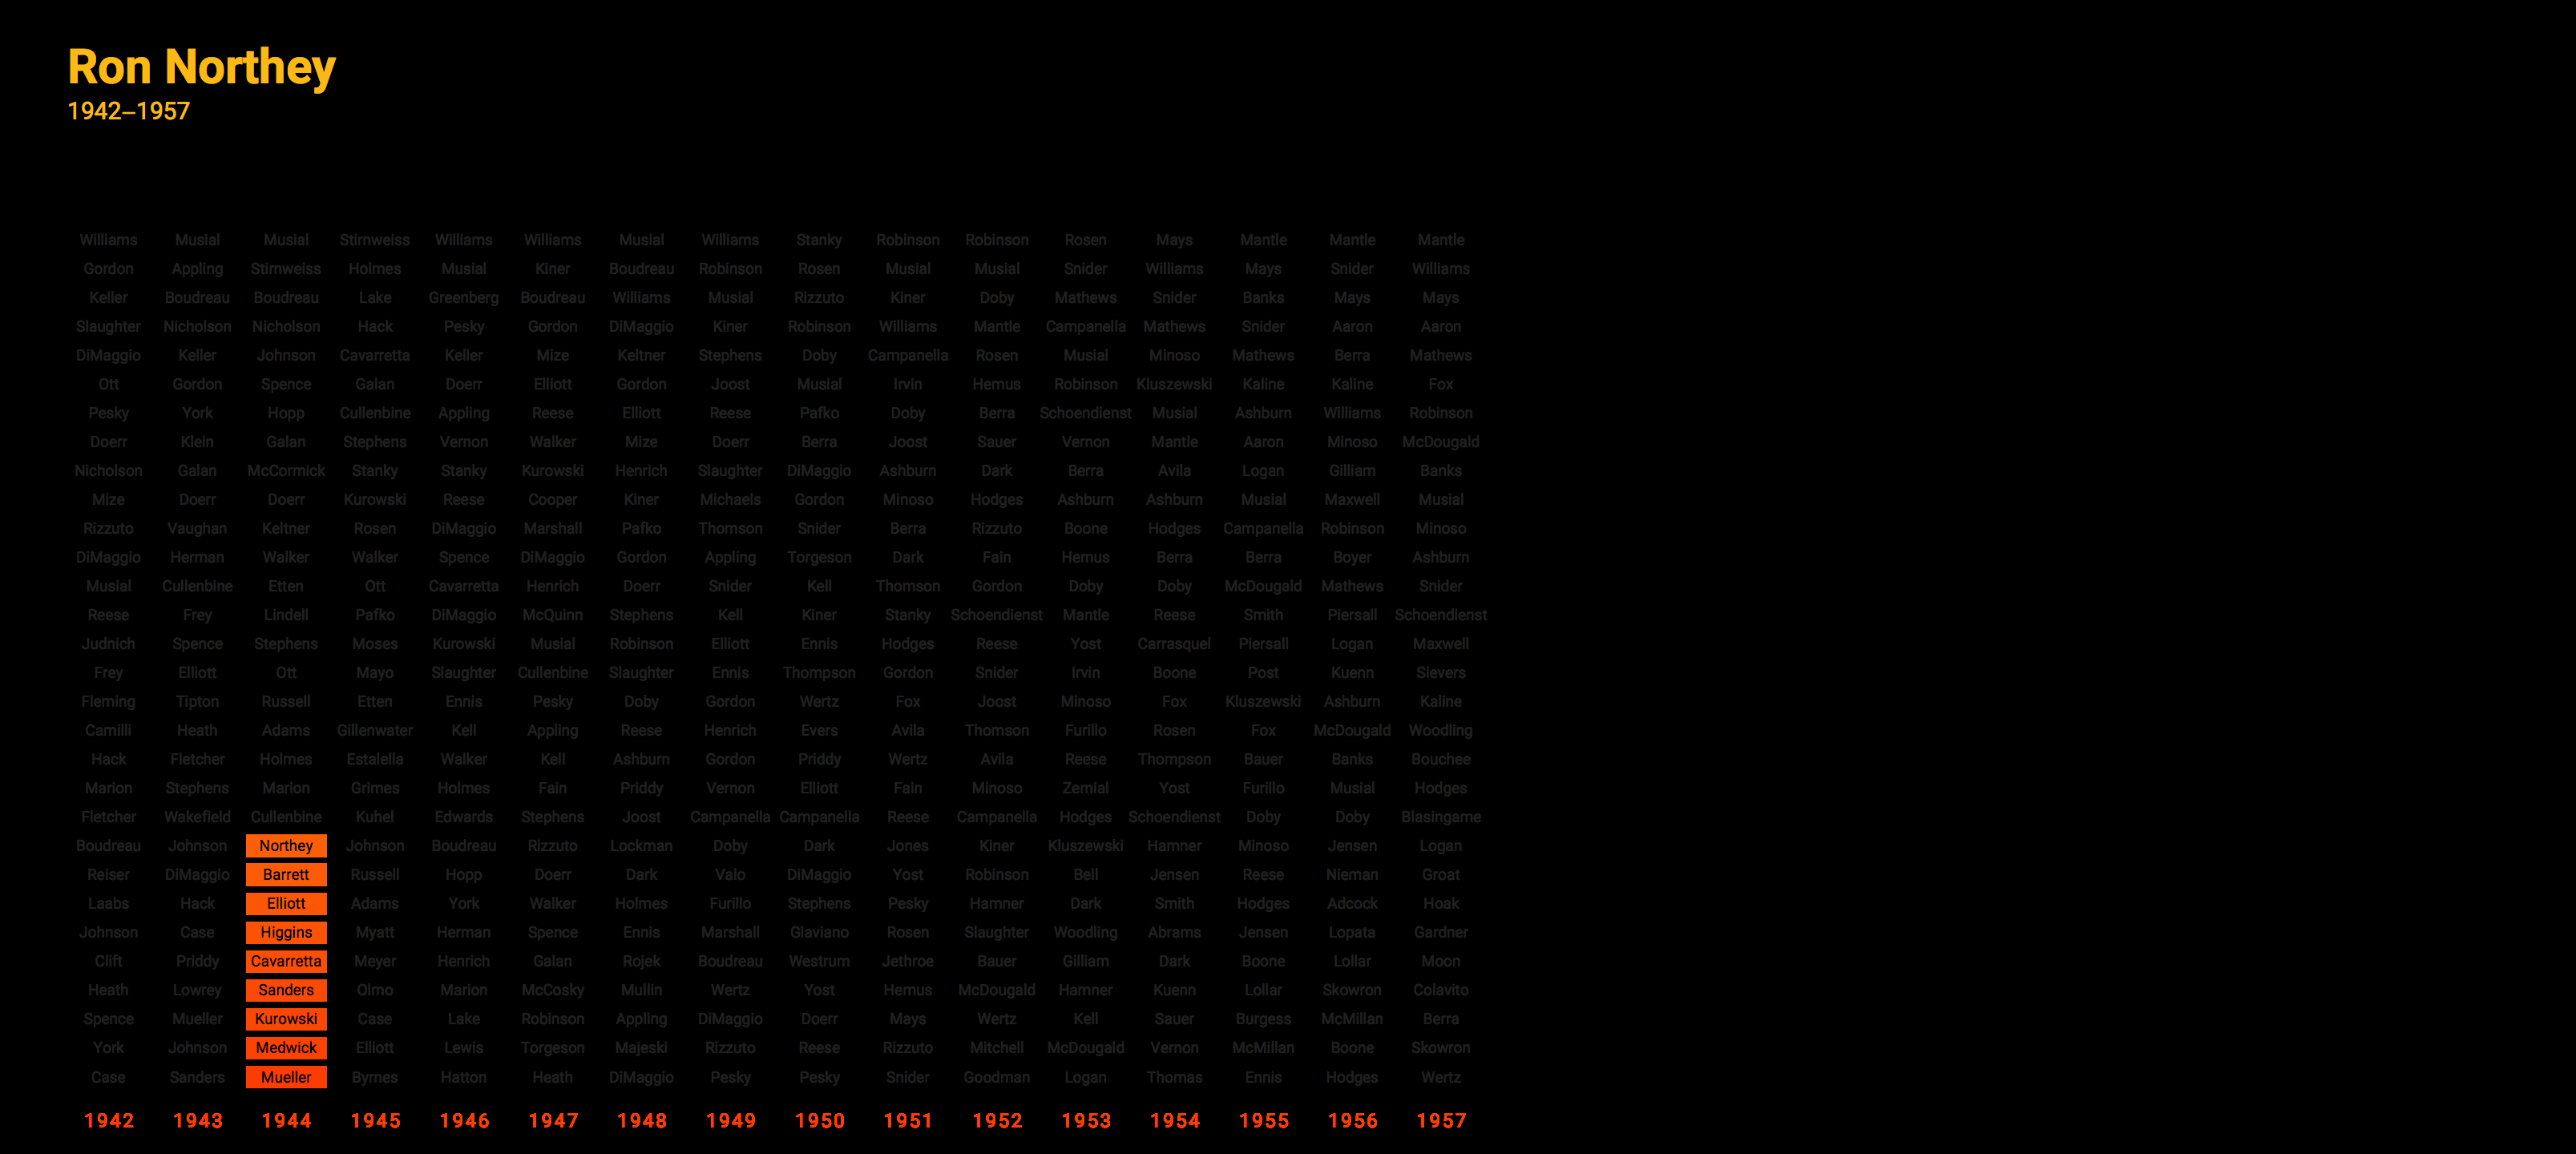 Ron Northey
1942–1957
Williams Musial Musial Stirnweiss Williams Williams Musial Williams Stanky Robinson Robinson Rosen Mays Mantle Mantle Mantle
Gordon Appling Stirnweiss Holmes Musial Kiner Boudreau Robinson Rosen Musial Musial Snider Williams Mays Snider Williams
Keller Boudreau Boudreau Lake Greenberg Boudreau Williams Musial Rizzuto Kiner Doby Mathews Snider Banks Mays Mays
Slaughter Nicholson Nicholson Hack Pesky Gordon DiMaggio Kiner Robinson Williams Mantle Campanella Mathews Snider Aaron Aaron
DiMaggio Keller Johnson Cavarretta Keller Mize Keltner Stephens Doby Campanella Rosen Musial Minoso Mathews Berra Mathews
Ott Gordon Spence Galan Doerr Elliott Gordon Joost Musial Irvin Hemus Robinson Kluszewski Kaline Kaline Fox
Pesky York Hopp Cullenbine Appling Reese Elliott Reese Pafko Doby Berra Schoendienst Musial Ashburn Williams Robinson
Doerr Klein Galan Stephens Vernon Walker Mize Doerr Berra Joost Sauer Vernon Mantle Aaron Minoso McDougald
Nicholson Galan McCormick Stanky Stanky Kurowski Henrich Slaughter DiMaggio Ashburn Dark Berra Avila Logan Gilliam Banks
Mize Doerr Doerr Kurowski Reese Cooper Kiner Michaels Gordon Minoso Hodges Ashburn Ashburn Musial Maxwell Musial
Rizzuto Vaughan Keltner Rosen DiMaggio Marshall Pafko Thomson Snider Berra Rizzuto Boone Hodges Campanella Robinson Minoso
DiMaggio Herman Walker Walker Spence DiMaggio Gordon Appling Torgeson Dark Fain Hemus Berra Berra Boyer Ashburn
Musial Cullenbine Etten Ott Cavarretta Henrich Doerr Snider Kell Thomson Gordon Doby Doby McDougald Mathews Snider
Reese Frey Lindell Pafko DiMaggio McQuinn Stephens Kell Kiner Stanky Schoendienst Mantle Reese Smith Piersall Schoendienst
Judnich Spence Stephens Moses Kurowski Musial Robinson Elliott Ennis Hodges Reese Yost Carrasquel Piersall Logan Maxwell
Frey Elliott Ott Mayo Slaughter Cullenbine Slaughter Ennis Thompson Gordon Snider Irvin Boone Post Kuenn Sievers
Fleming Tipton Russell Etten Ennis Pesky Doby Gordon Wertz Fox Joost Minoso Fox Kluszewski Ashburn Kaline
Camilli Heath Adams Gillenwater Kell Appling Reese Henrich Evers Avila Thomson Furillo Rosen Fox McDougald Woodling
Hack Fletcher Holmes Estalella Walker Kell Ashburn Gordon Priddy Wertz Avila Reese Thompson Bauer Banks Bouchee
Marion Stephens Marion Grimes Holmes Fain Priddy Vernon Elliott Fain Minoso Zernial Yost Furillo Musial Hodges
Fletcher Wakefield Cullenbine Kuhel Edwards Stephens Joost Campanella Campanella Reese Campanella Hodges Schoendienst Doby Doby Blasingame
Boudreau Johnson Northey Johnson Boudreau Rizzuto Lockman Doby Dark Jones Kiner Kluszewski Hamner Minoso Jensen Logan
Reiser DiMaggio Barrett Russell Hopp Doerr Dark Valo DiMaggio Yost Robinson Bell Jensen Reese Nieman Groat
Laabs Hack Elliott Adams York Walker Holmes Furillo Stephens Pesky Hamner Dark Smith Hodges Adcock Hoak
Johnson Case Higgins Myatt Herman Spence Ennis Marshall Glaviano Rosen Slaughter Woodling Abrams Jensen Lopata Gardner
Clift Priddy Cavarretta Meyer Henrich Galan Rojek Boudreau Westrum Jethroe Bauer Gilliam Dark Boone Lollar Moon
Heath Lowrey Sanders Olmo Marion McCosky Mullin Wertz Yost Hemus McDougald Hamner Kuenn Lollar Skowron Colavito
Spence Mueller Kurowski Case Lake Robinson Appling DiMaggio Doerr Mays Wertz Kell Sauer Burgess McMillan Berra
York Johnson Medwick Elliott Lewis Torgeson Majeski Rizzuto Reese Rizzuto Mitchell McDougald Vernon McMillan Boone Skowron
Case Sanders Mueller Byrnes Hatton Heath DiMaggio Pesky Pesky Snider Goodman Logan Thomas Ennis Hodges Wertz
1942 1943 1944 1945 1946 1947 1948 1949 1950 1951 1952 1953 1954 1955 1956 1957